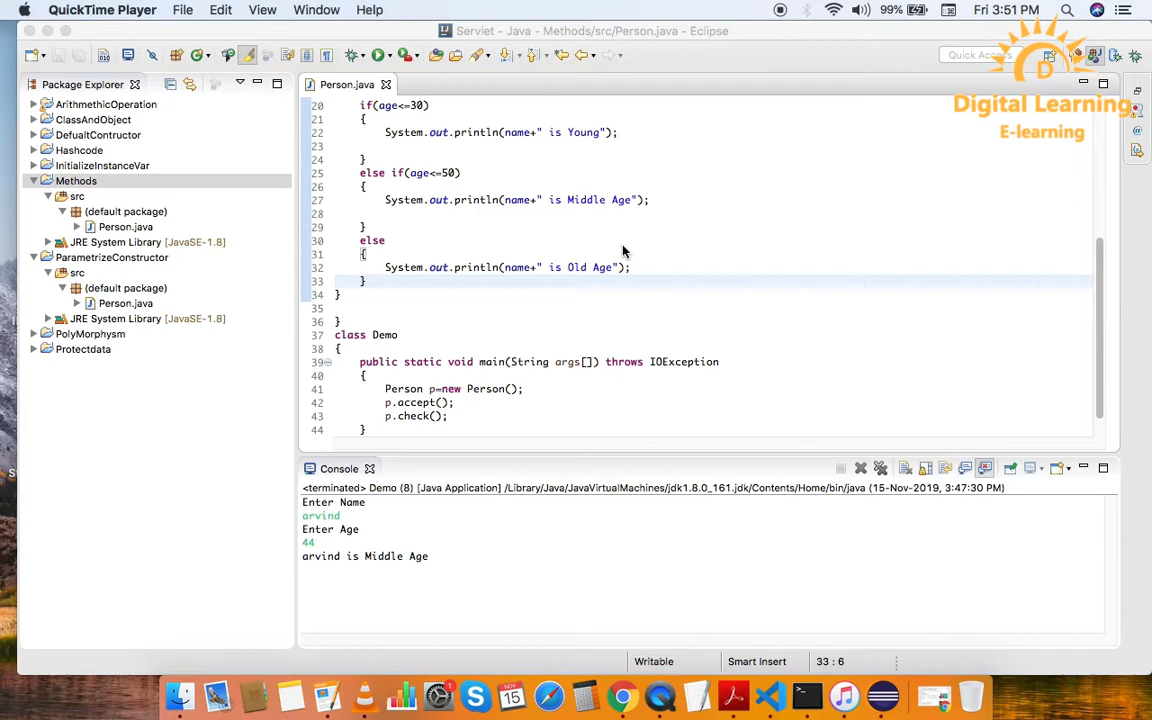 QuickTime Player File Edit View Window Help 99% Fri 3:51 PM
Servlet - Java - Methods/src/Person.java - Eclipse
Quick Access
D
Digital Learning
E-learning
Package Explorer
ArithmethicOperation
ClassAndObject
DefualtContructor
Hashcode
InitializeInstanceVar
Methods
src
(default package)
Person.java
JRE System Library [JavaSE-1.8]
ParametrizeConstructor
src
(default package)
Person.java
JRE System Library [JavaSE-1.8]
PolyMorphysm
Protectdata
Person.java
20 if(age<=30)
21 {
22 System.out.println(name+" is Young");
23
24 }
25 else if(age<=50)
26 {
27 System.out.println(name+" is Middle Age");
28
29 }
30 else
31 {
32 System.out.println(name+" is Old Age");
33 }
34 }
35
36 }
37 class Demo
38 {
39 public static void main(String args[]) throws IOException
40 {
41 Person p=new Person();
42 p.accept();
43 p.check();
44 }
Console
<terminated> Demo (8) [Java Application] /Library/Java/JavaVirtualMachines/jdk1.8.0_161.jdk/Contents/Home/bin/java (15-Nov-2019, 3:47:30 PM)
Enter Name
arvind
Enter Age
44
arvind is Middle Age
Writable Smart Insert 33 : 6
NOV
15